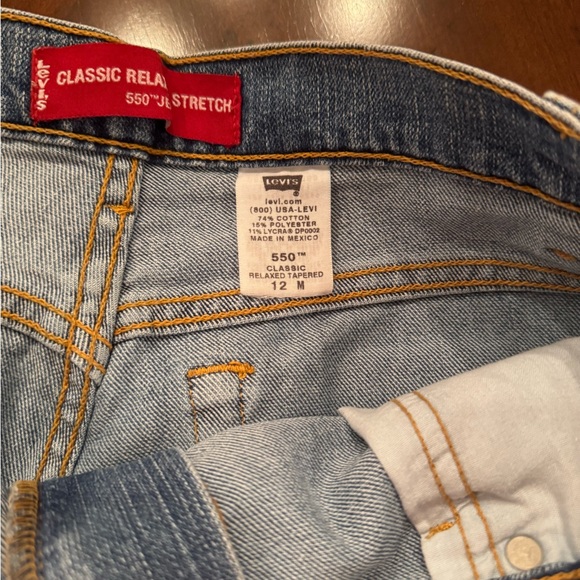 Levi's
CLASSIC RELAX
550™ STRETCH
Levi's
levi.com
(800) USA-LEVI
74% COTTON
15% POLYESTER
11% LYCRA® DP0002
MADE IN MEXICO
550™
CLASSIC
RELAXED TAPERED
12 M